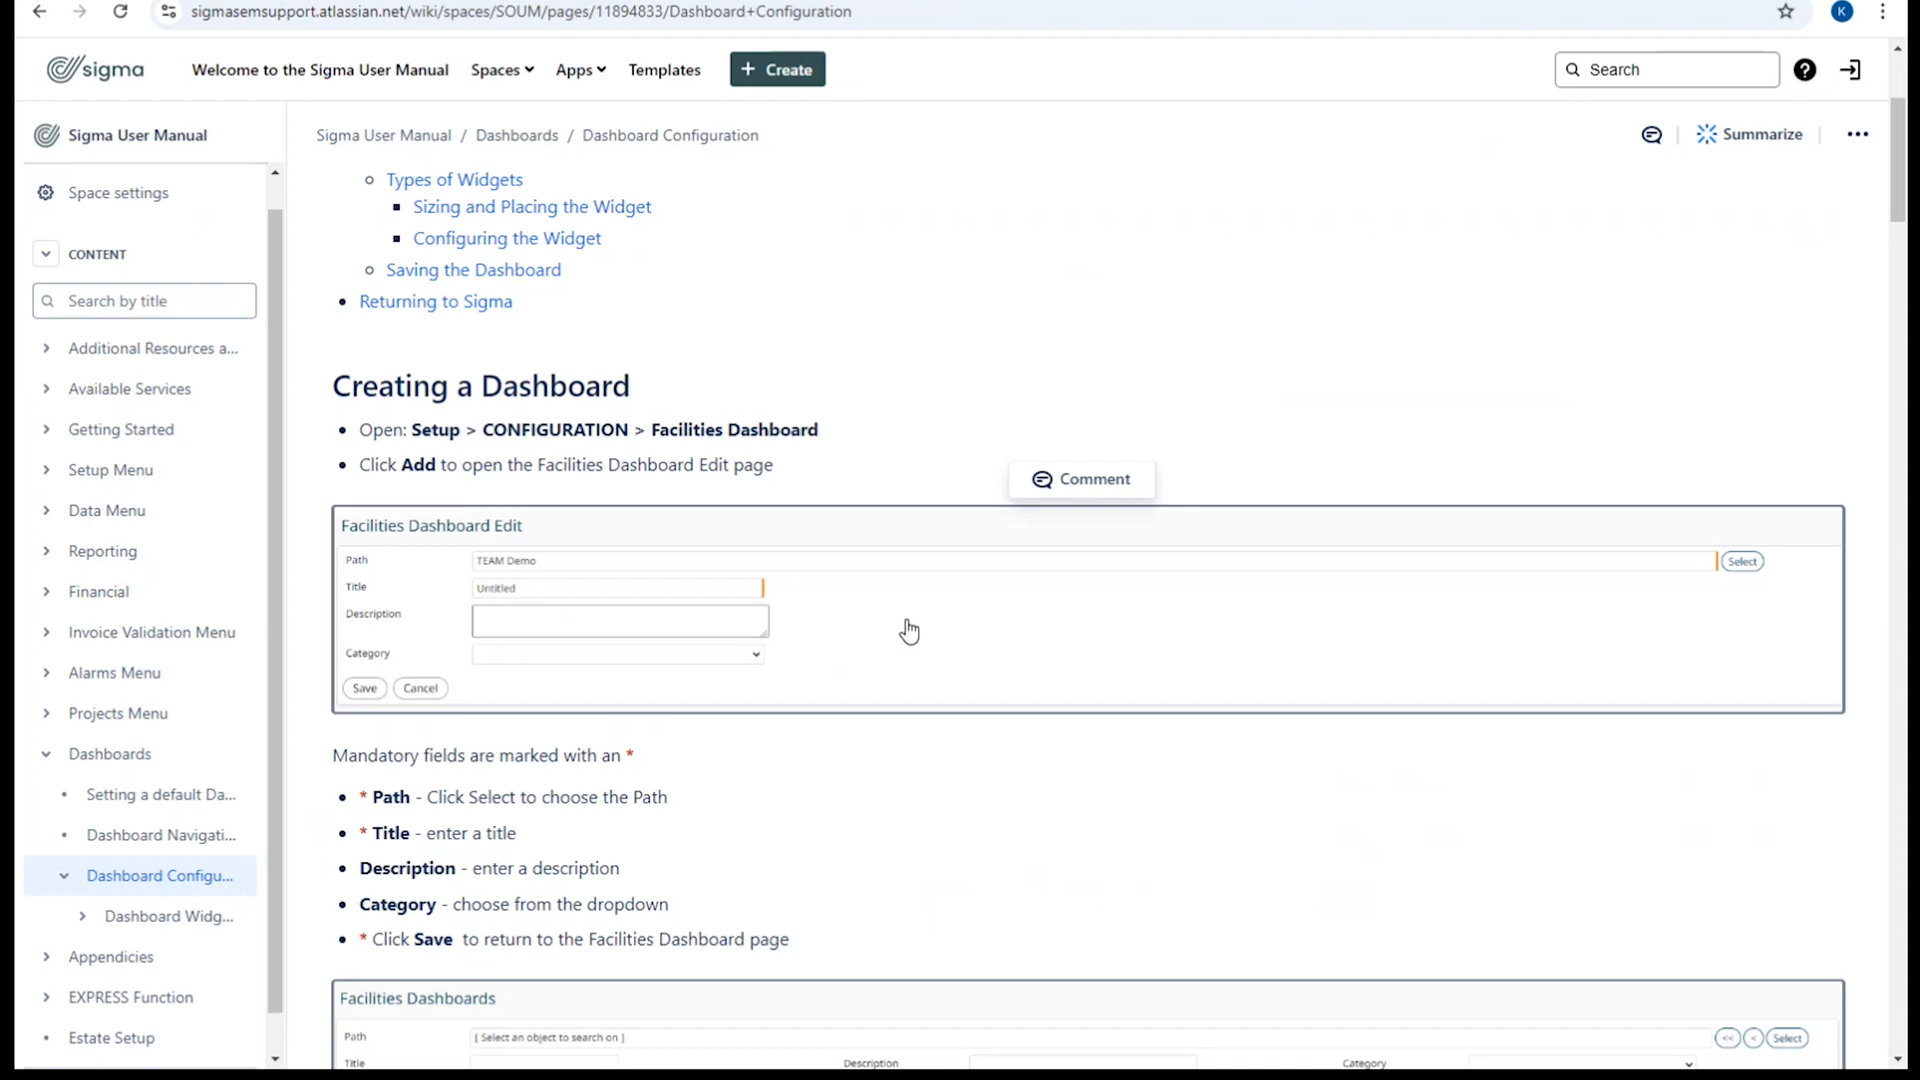 sigmasemsupport.atlassian.net/wiki/spaces/SOUM/pages/11894833/Dashboard+Configuration
K
sigma
Welcome to the Sigma User Manual
Spaces
Apps
Templates
+ Create
Search
Sigma User Manual
Sigma User Manual / Dashboards / Dashboard Configuration
Summarize
Space settings
CONTENT
Search by title
Additional Resources a...
Available Services
Getting Started
Setup Menu
Data Menu
Reporting
Financial
Invoice Validation Menu
Alarms Menu
Projects Menu
Dashboards
Setting a default Da...
Dashboard Navigati...
Dashboard Configu...
Dashboard Widg...
Appendicies
EXPRESS Function
Estate Setup
Types of Widgets
Sizing and Placing the Widget
Configuring the Widget
Saving the Dashboard
Returning to Sigma
Creating a Dashboard
Open: Setup > CONFIGURATION > Facilities Dashboard
Click Add to open the Facilities Dashboard Edit page
Comment
Facilities Dashboard Edit
Path TEAM Demo Select
Title Untitled
Description
Category
Save Cancel
Mandatory fields are marked with an *
* Path - Click Select to choose the Path
* Title - enter a title
Description - enter a description
Category - choose from the dropdown
* Click Save to return to the Facilities Dashboard page
Facilities Dashboards
Path [ Select an object to search on ] << < Select
Title Description Category